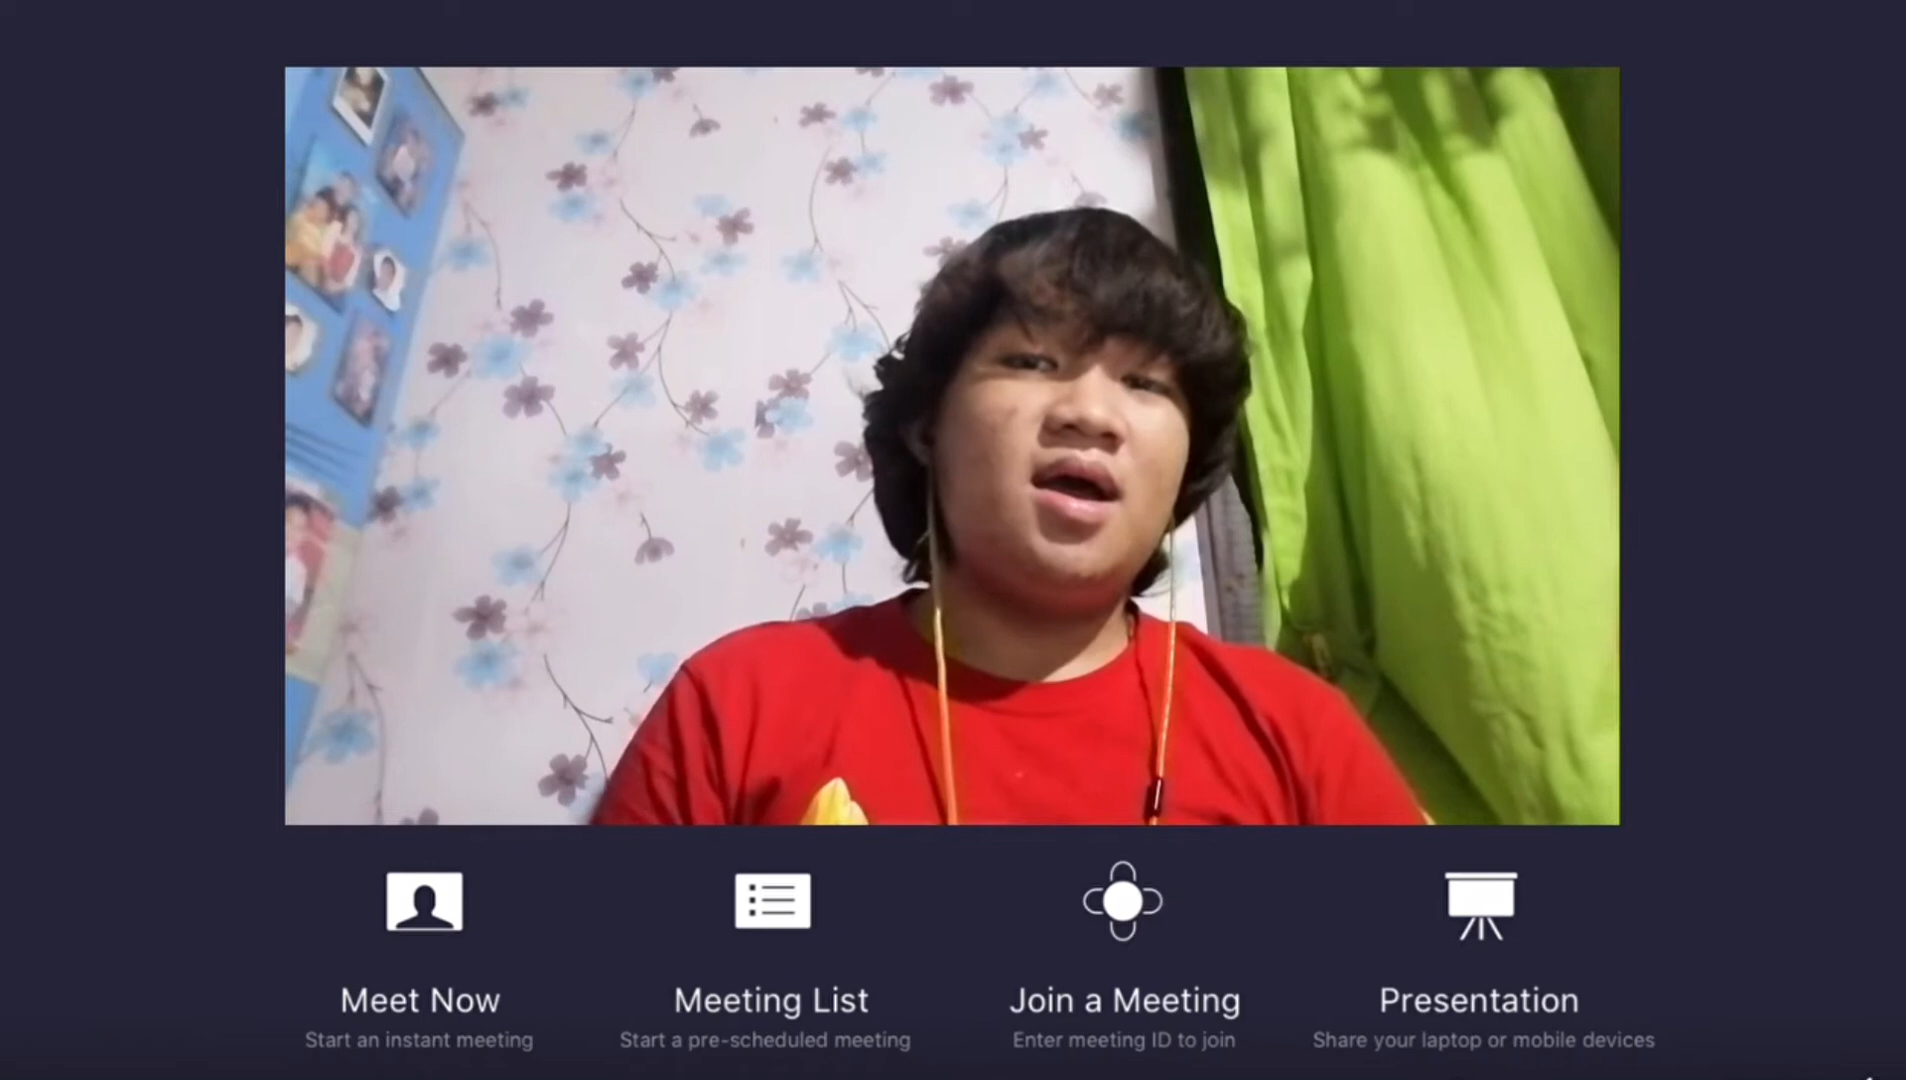 Meet Now
Start an instant meeting
Meeting List
Start a pre-scheduled meeting
Join a Meeting
Enter meeting ID to join
Presentation
Share your laptop or mobile devices